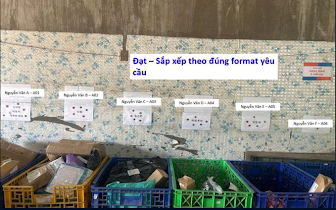 Đạt – Sắp xếp theo đúng format yêu
cầu
Nguyễn Văn A – A01
Nguyễn Văn B – A02
Nguyễn Văn C – A03
Nguyễn Văn D – A04
Nguyễn Văn E – A05
Nguyễn Văn F – A06